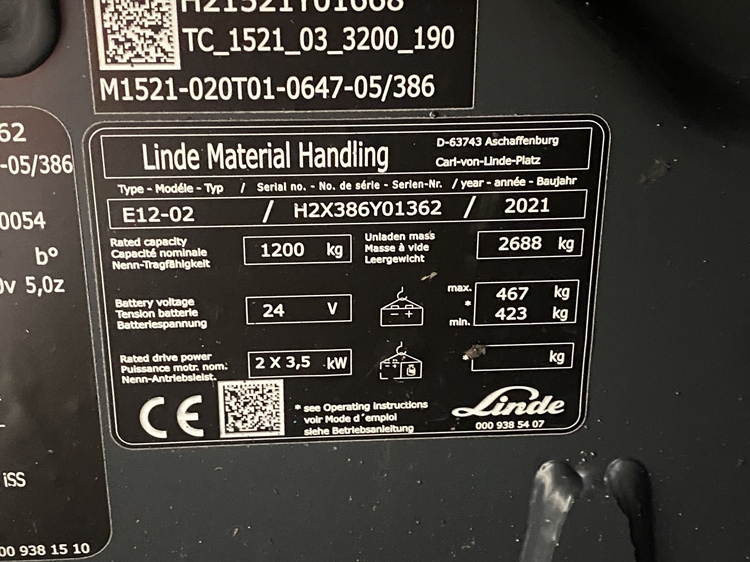 H21521Y01668
TC_1521_03_3200_190
M1521-020T01-0647-05/386
62
-05/386
0054
b°
0v 5,0z
iSS
00 938 15 10
Linde Material Handling
D-63743 Aschaffenburg
Carl-von-Linde-Platz
Type - Modéle - Typ / Serial no. - No. de série - Serien-Nr. / year - année - Baujahr
E12-02 / H2X386Y01362 / 2021
Rated capacity
Capacité nominale
Nenn-Tragfähigkeit
1200 kg
Unladen mass
Masse à vide
Leergewicht
2688 kg
Battery voltage
Tension batterie
Batteriespannung
24 V
- +
max. 467 kg
*
min. 423 kg
Rated drive power
Puissance motr. nom.
Nenn-Antriebsleist.
2 X 3,5 kW
* kg
CE
* see Operating Instructions
voir Mode d´emploi
siehe Betriebsanleitung
Linde
000 938 54 07